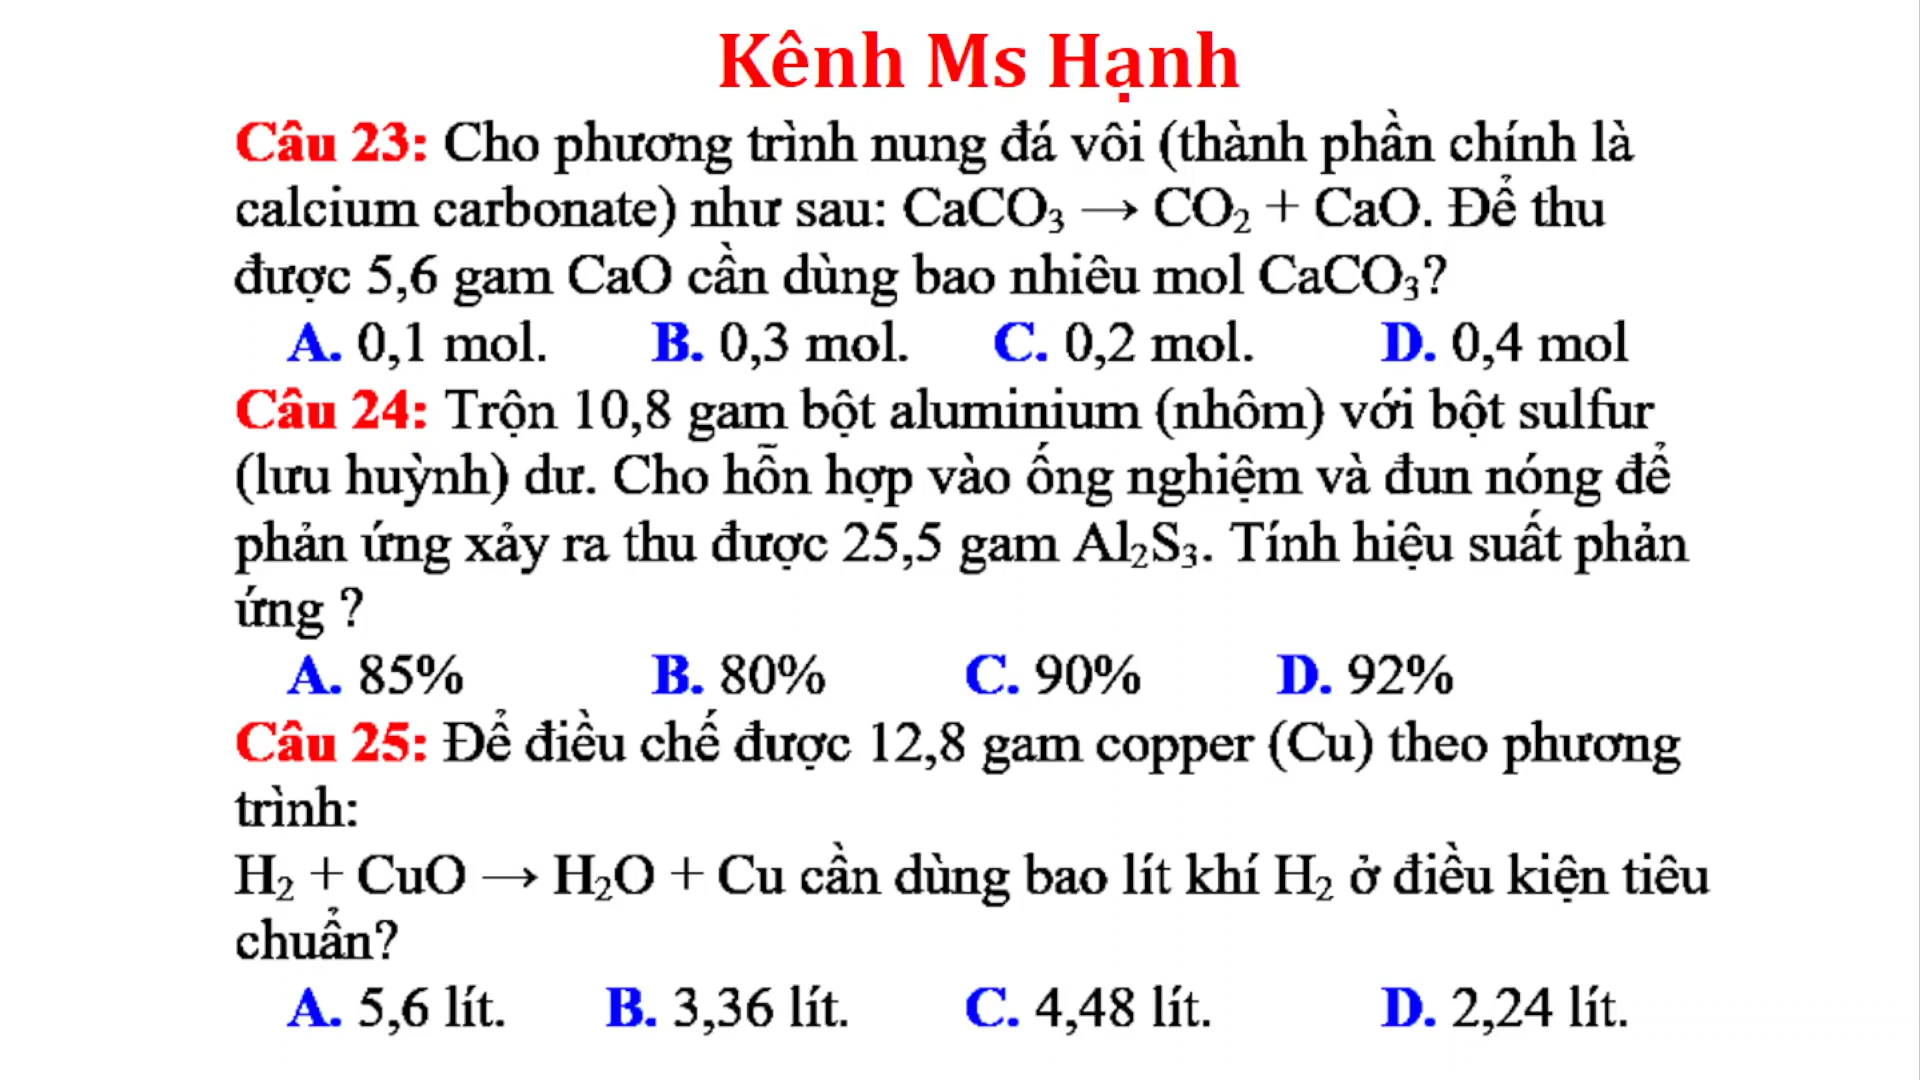 Kênh Ms Hạnh
Câu 23: Cho phương trình nung đá vôi (thành phần chính là
calcium carbonate) như sau: CaCO₃ → CO₂ + CaO. Để thu
được 5,6 gam CaO cần dùng bao nhiêu mol CaCO₃?
A. 0,1 mol. B. 0,3 mol. C. 0,2 mol. D. 0,4 mol
Câu 24: Trộn 10,8 gam bột aluminium (nhôm) với bột sulfur
(lưu huỳnh) dư. Cho hỗn hợp vào ống nghiệm và đun nóng để
phản ứng xảy ra thu được 25,5 gam Al₂S₃. Tính hiệu suất phản
ứng ?
A. 85% B. 80% C. 90% D. 92%
Câu 25: Để điều chế được 12,8 gam copper (Cu) theo phương
trình:
H₂ + CuO → H₂O + Cu cần dùng bao lít khí H₂ ở điều kiện tiêu
chuẩn?
A. 5,6 lít. B. 3,36 lít. C. 4,48 lít. D. 2,24 lít.